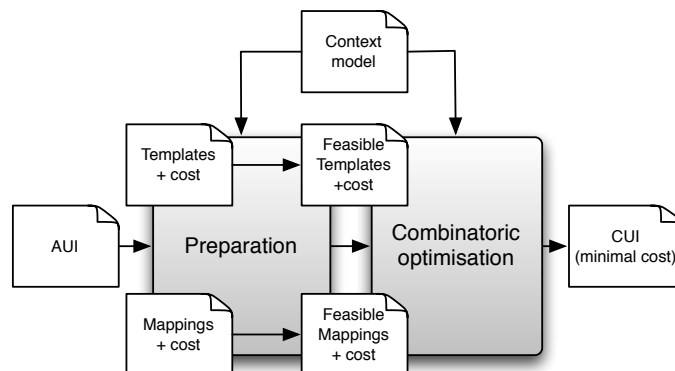 Context
model
Templates
+ cost
Feasible
Templates
+cost
AUI
Preparation
Combinatoric
optimisation
CUI
(minimal cost)
Mappings
+ cost
Feasible
Mappings
+ cost